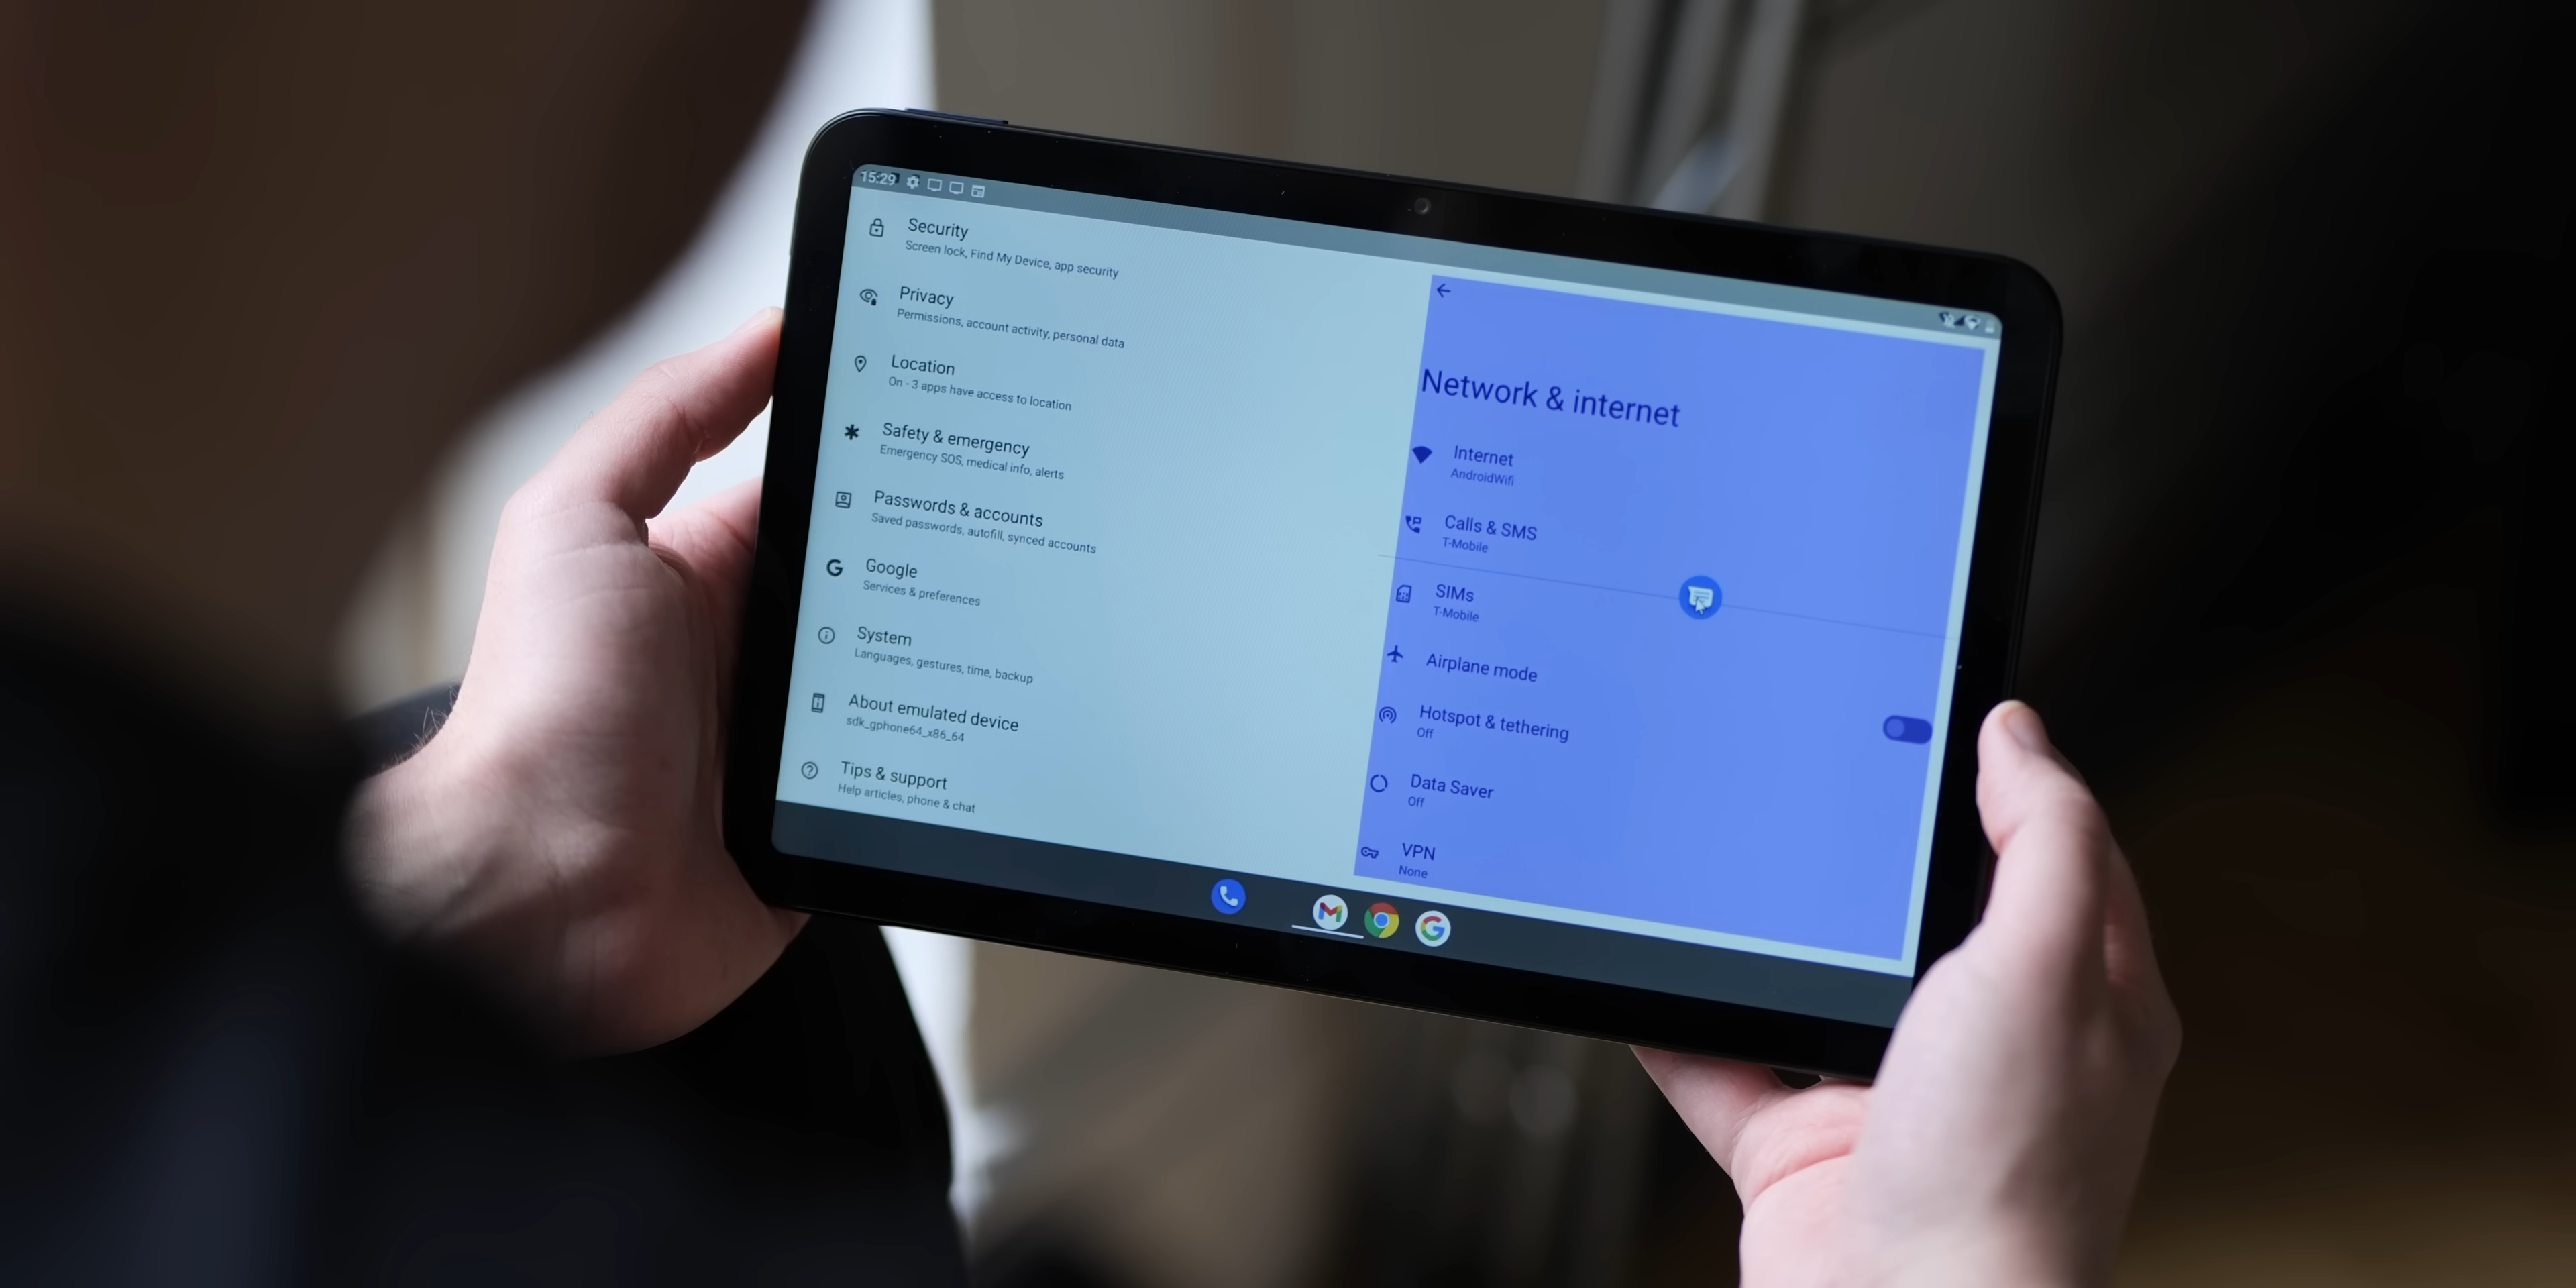 15:29
Security
Screen lock, Find My Device, app security
Privacy
Permissions, account activity, personal data
Location
On - 3 apps have access to location
Safety & emergency
Emergency SOS, medical info, alerts
Passwords & accounts
Saved passwords, autofill, synced accounts
Google
Services & preferences
System
Languages, gestures, time, backup
About emulated device
sdk_gphone64_x86_64
Tips & support
Help articles, phone & chat
Network & internet
Internet
AndroidWifi
Calls & SMS
T-Mobile
SIMs
T-Mobile
Airplane mode
Hotspot & tethering
Off
Data Saver
Off
VPN
None